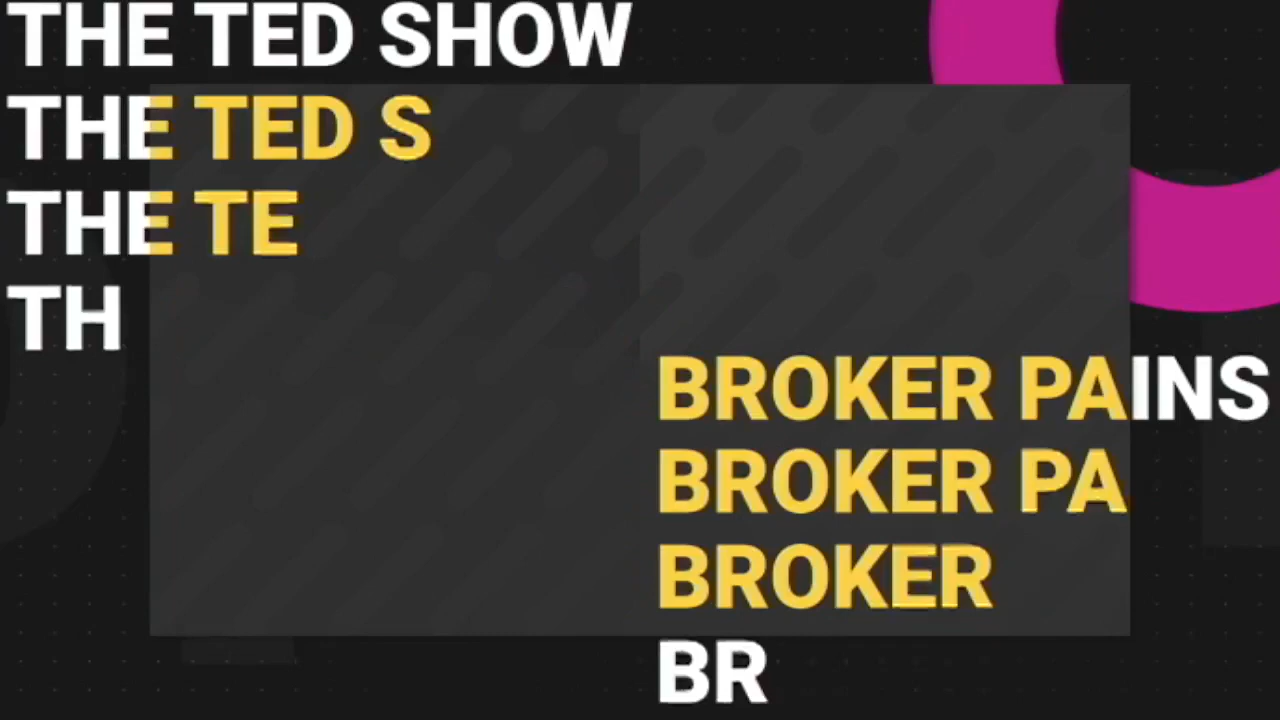 THE TED SHOW
THE TED S
THE TE
TH
BROKER PAINS
BROKER PA
BROKER
BR